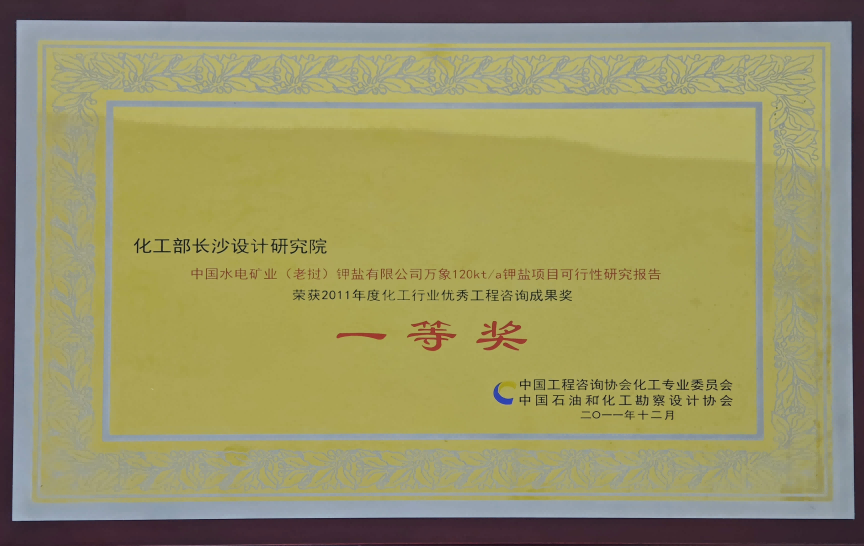 化工部长沙设计研究院
中国水电矿业（老挝）钾盐有限公司万象120kt/a钾盐项目可行性研究报告
荣获2011年度化工行业优秀工程咨询成果奖
一等奖
中国工程咨询协会化工专业委员会
中国石油和化工勘察设计协会
二〇一一年十二月